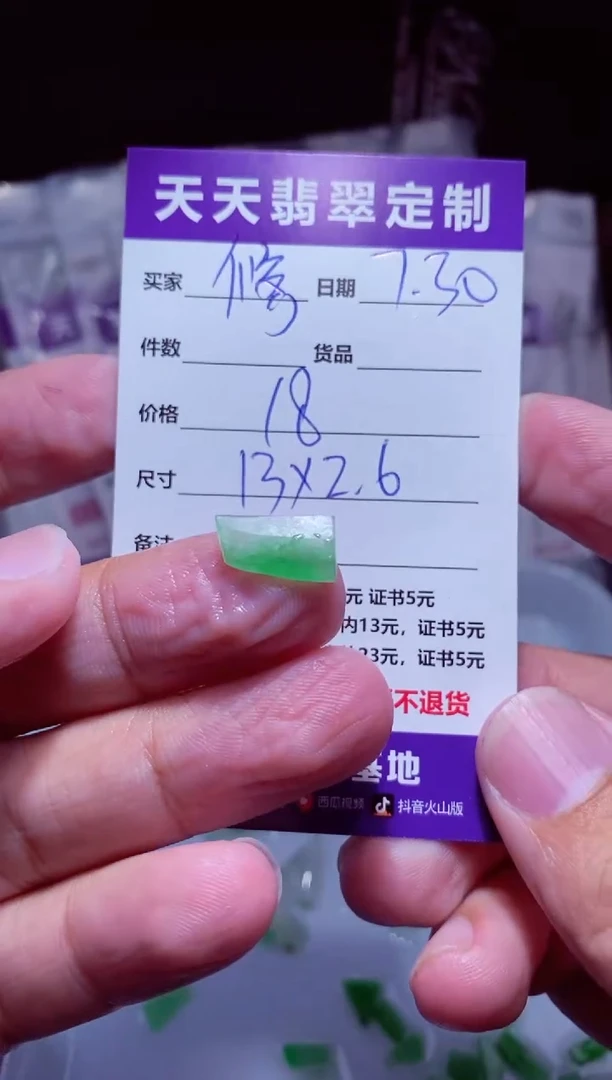 天天翡翠定制
买家 修 日期 7.30
件数 货品
价格 18
尺寸 13×2.6
备注
元 证书5元
内13元，证书5元
23元，证书5元
不退货
基地
西瓜视频 抖音火山版